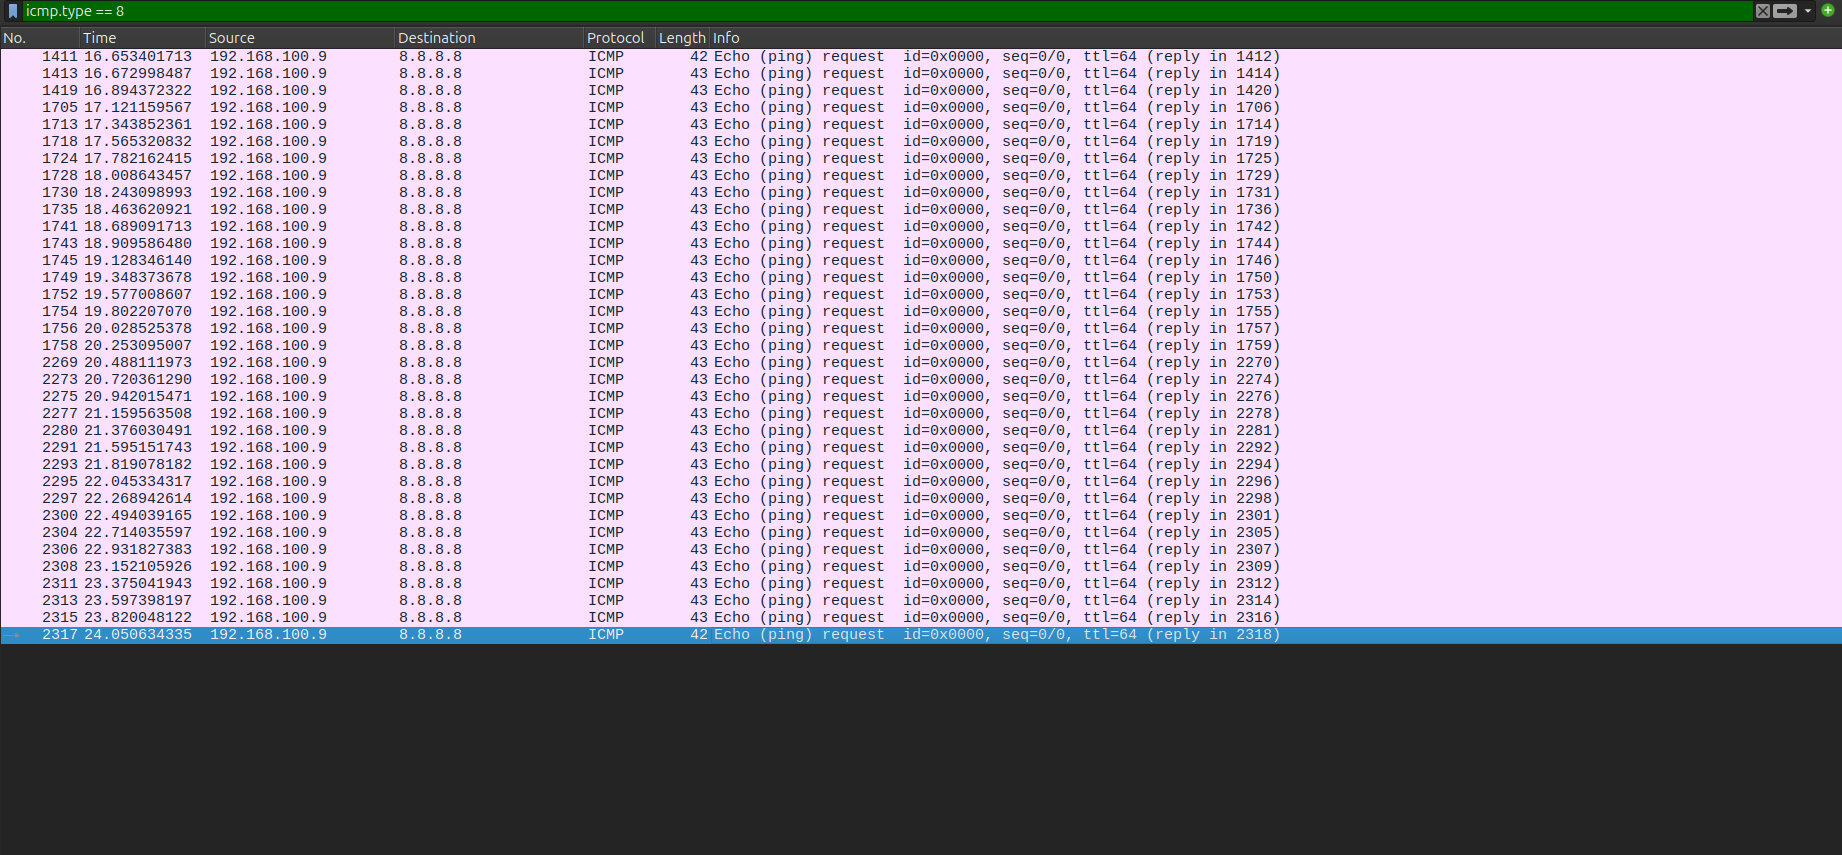 icmp.type == 8
No. Time Source Destination Protocol Length Info
1411 16.653401713 192.168.100.9 8.8.8.8 ICMP 42 Echo (ping) request id=0x0000, seq=0/0, ttl=64 (reply in 1412)
1413 16.672998487 192.168.100.9 8.8.8.8 ICMP 43 Echo (ping) request id=0x0000, seq=0/0, ttl=64 (reply in 1414)
1419 16.894372322 192.168.100.9 8.8.8.8 ICMP 43 Echo (ping) request id=0x0000, seq=0/0, ttl=64 (reply in 1420)
1705 17.121159567 192.168.100.9 8.8.8.8 ICMP 43 Echo (ping) request id=0x0000, seq=0/0, ttl=64 (reply in 1706)
1713 17.343852361 192.168.100.9 8.8.8.8 ICMP 43 Echo (ping) request id=0x0000, seq=0/0, ttl=64 (reply in 1714)
1718 17.565320832 192.168.100.9 8.8.8.8 ICMP 43 Echo (ping) request id=0x0000, seq=0/0, ttl=64 (reply in 1719)
1724 17.782162415 192.168.100.9 8.8.8.8 ICMP 43 Echo (ping) request id=0x0000, seq=0/0, ttl=64 (reply in 1725)
1728 18.008643457 192.168.100.9 8.8.8.8 ICMP 43 Echo (ping) request id=0x0000, seq=0/0, ttl=64 (reply in 1729)
1730 18.243098993 192.168.100.9 8.8.8.8 ICMP 43 Echo (ping) request id=0x0000, seq=0/0, ttl=64 (reply in 1731)
1735 18.463620921 192.168.100.9 8.8.8.8 ICMP 43 Echo (ping) request id=0x0000, seq=0/0, ttl=64 (reply in 1736)
1741 18.689091713 192.168.100.9 8.8.8.8 ICMP 43 Echo (ping) request id=0x0000, seq=0/0, ttl=64 (reply in 1742)
1743 18.909586480 192.168.100.9 8.8.8.8 ICMP 43 Echo (ping) request id=0x0000, seq=0/0, ttl=64 (reply in 1744)
1745 19.128346140 192.168.100.9 8.8.8.8 ICMP 43 Echo (ping) request id=0x0000, seq=0/0, ttl=64 (reply in 1746)
1749 19.348373678 192.168.100.9 8.8.8.8 ICMP 43 Echo (ping) request id=0x0000, seq=0/0, ttl=64 (reply in 1750)
1752 19.577008607 192.168.100.9 8.8.8.8 ICMP 43 Echo (ping) request id=0x0000, seq=0/0, ttl=64 (reply in 1753)
1754 19.802207070 192.168.100.9 8.8.8.8 ICMP 43 Echo (ping) request id=0x0000, seq=0/0, ttl=64 (reply in 1755)
1756 20.028525378 192.168.100.9 8.8.8.8 ICMP 43 Echo (ping) request id=0x0000, seq=0/0, ttl=64 (reply in 1757)
1758 20.253095007 192.168.100.9 8.8.8.8 ICMP 43 Echo (ping) request id=0x0000, seq=0/0, ttl=64 (reply in 1759)
2269 20.488111973 192.168.100.9 8.8.8.8 ICMP 43 Echo (ping) request id=0x0000, seq=0/0, ttl=64 (reply in 2270)
2273 20.720361290 192.168.100.9 8.8.8.8 ICMP 43 Echo (ping) request id=0x0000, seq=0/0, ttl=64 (reply in 2274)
2275 20.942015471 192.168.100.9 8.8.8.8 ICMP 43 Echo (ping) request id=0x0000, seq=0/0, ttl=64 (reply in 2276)
2277 21.159563508 192.168.100.9 8.8.8.8 ICMP 43 Echo (ping) request id=0x0000, seq=0/0, ttl=64 (reply in 2278)
2280 21.376030491 192.168.100.9 8.8.8.8 ICMP 43 Echo (ping) request id=0x0000, seq=0/0, ttl=64 (reply in 2281)
2291 21.595151743 192.168.100.9 8.8.8.8 ICMP 43 Echo (ping) request id=0x0000, seq=0/0, ttl=64 (reply in 2292)
2293 21.819078182 192.168.100.9 8.8.8.8 ICMP 43 Echo (ping) request id=0x0000, seq=0/0, ttl=64 (reply in 2294)
2295 22.045334317 192.168.100.9 8.8.8.8 ICMP 43 Echo (ping) request id=0x0000, seq=0/0, ttl=64 (reply in 2296)
2297 22.268942614 192.168.100.9 8.8.8.8 ICMP 43 Echo (ping) request id=0x0000, seq=0/0, ttl=64 (reply in 2298)
2300 22.494039165 192.168.100.9 8.8.8.8 ICMP 43 Echo (ping) request id=0x0000, seq=0/0, ttl=64 (reply in 2301)
2304 22.714035597 192.168.100.9 8.8.8.8 ICMP 43 Echo (ping) request id=0x0000, seq=0/0, ttl=64 (reply in 2305)
2306 22.931827383 192.168.100.9 8.8.8.8 ICMP 43 Echo (ping) request id=0x0000, seq=0/0, ttl=64 (reply in 2307)
2308 23.152105926 192.168.100.9 8.8.8.8 ICMP 43 Echo (ping) request id=0x0000, seq=0/0, ttl=64 (reply in 2309)
2311 23.375041943 192.168.100.9 8.8.8.8 ICMP 43 Echo (ping) request id=0x0000, seq=0/0, ttl=64 (reply in 2312)
2313 23.597398197 192.168.100.9 8.8.8.8 ICMP 43 Echo (ping) request id=0x0000, seq=0/0, ttl=64 (reply in 2314)
2315 23.820048122 192.168.100.9 8.8.8.8 ICMP 43 Echo (ping) request id=0x0000, seq=0/0, ttl=64 (reply in 2316)
2317 24.050634335 192.168.100.9 8.8.8.8 ICMP 42 Echo (ping) request id=0x0000, seq=0/0, ttl=64 (reply in 2318)